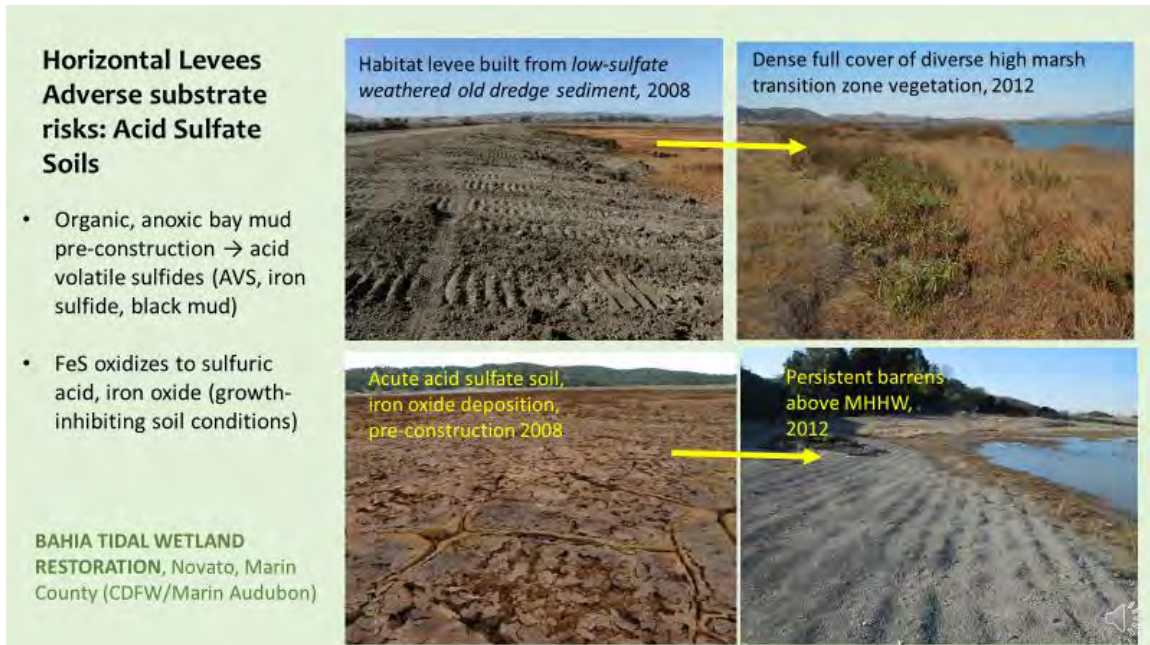 Horizontal Levees
Adverse substrate
risks: Acid Sulfate
Soils
• Organic, anoxic bay mud
pre-construction → acid
volatile sulfides (AVS, iron
sulfide, black mud)
• FeS oxidizes to sulfuric
acid, iron oxide (growth-
inhibiting soil conditions)
BAHIA TIDAL WETLAND
RESTORATION, Novato, Marin
County (CDFW/Marin Audubon)
Habitat levee built from low-sulfate
weathered old dredge sediment, 2008
Dense full cover of diverse high marsh
transition zone vegetation, 2012
Acute acid sulfate soil,
iron oxide deposition,
pre-construction 2008
Persistent barrens
above MHHW,
2012